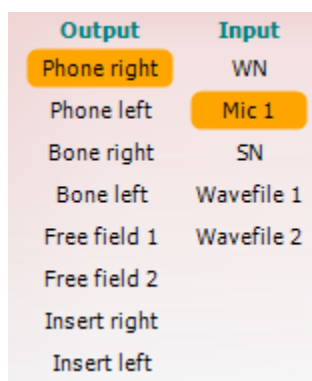 Output Input
Phone right WN
Phone left Mic 1
Bone right SN
Bone left Wavefile 1
Free field 1 Wavefile 2
Free field 2
Insert right
Insert left